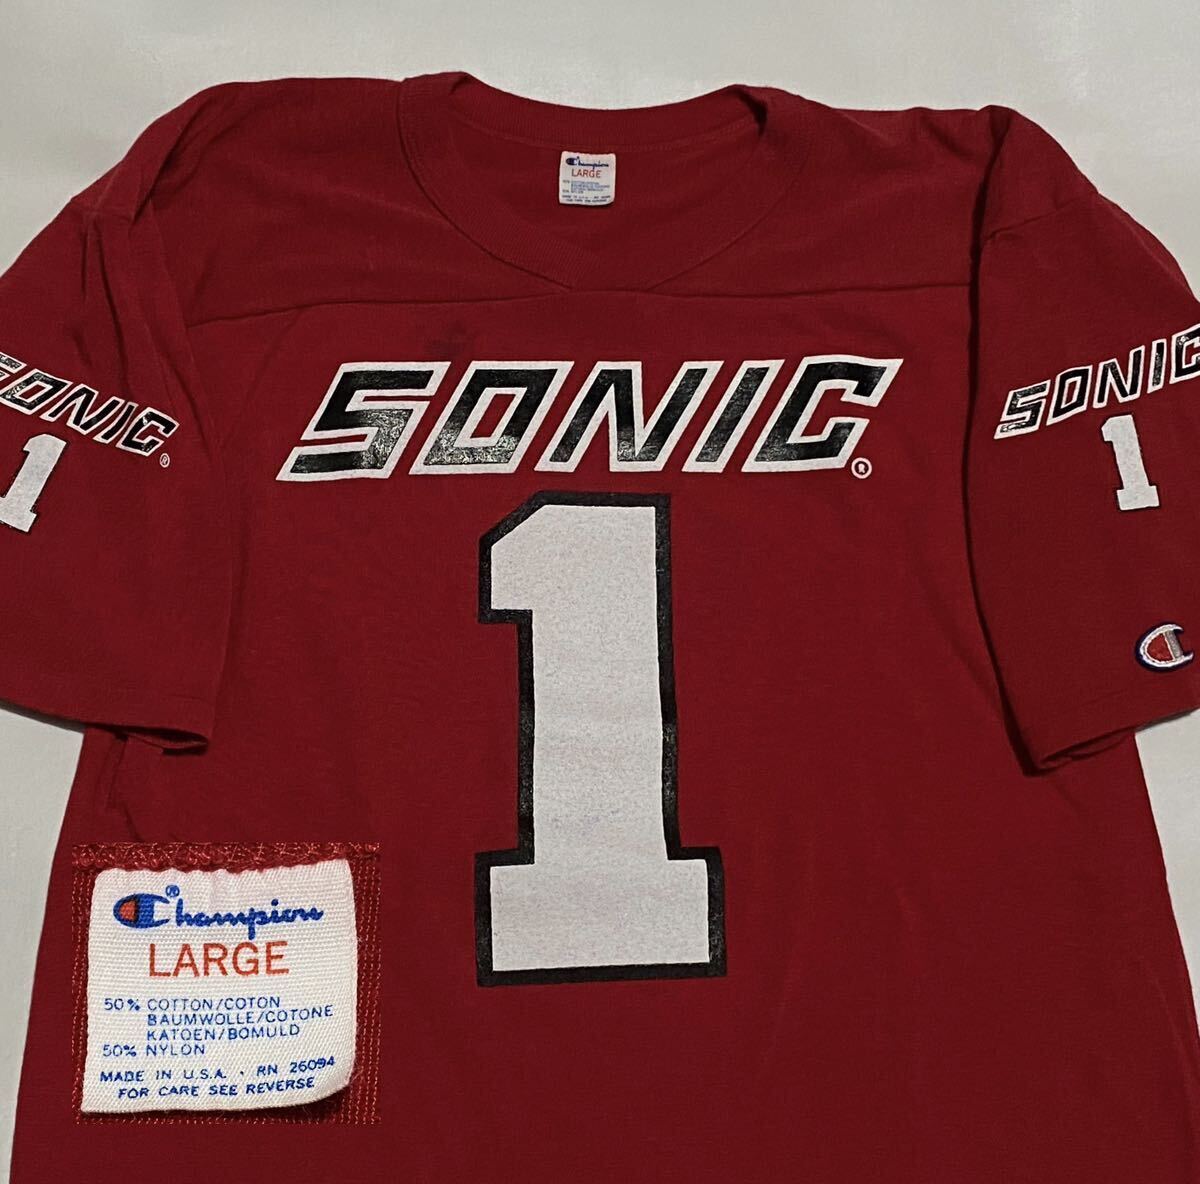 Champion
LARGE
SONIC®
1
SONIC®
1
SONIC
1
Champion®
LARGE
50% COTTON/COTON
BAUMWOLLE/COTONE
KATOEN/BOMULD
50% NYLON
MADE IN U.S.A. · RN 26094
FOR CARE SEE REVERSE